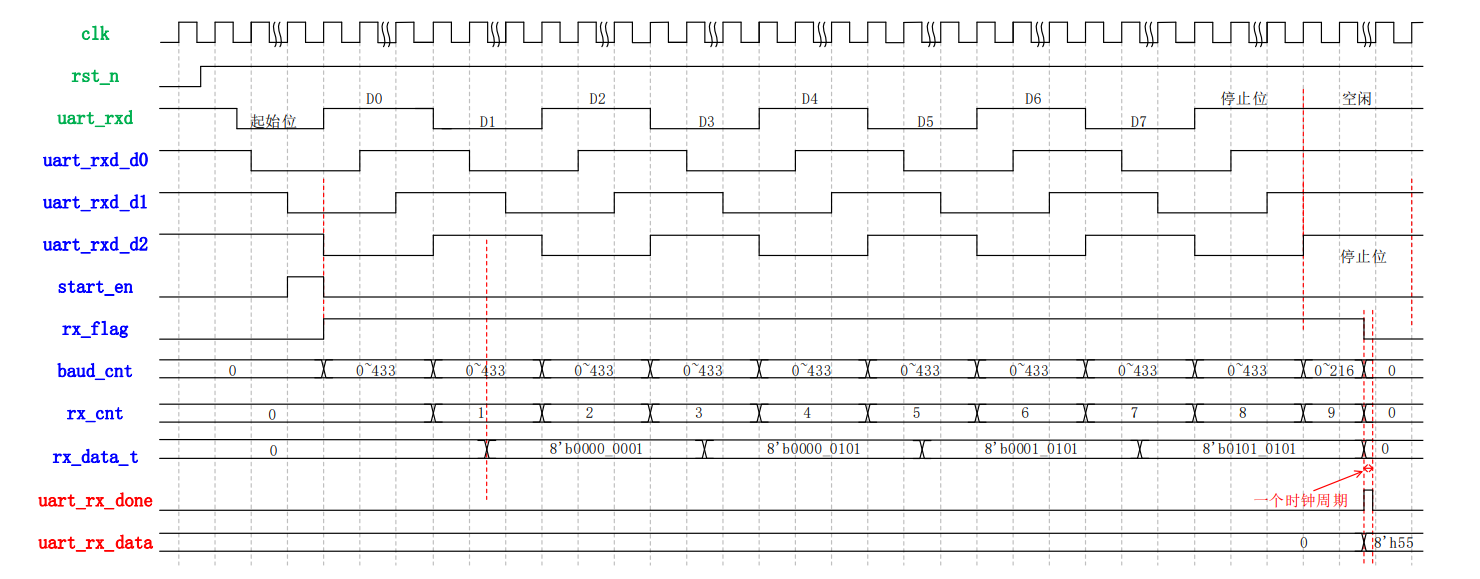 clk
rst_n
uart_rxd 起始位 D0 D1 D2 D3 D4 D5 D6 D7 停止位 空闲
uart_rxd_d0
uart_rxd_d1
uart_rxd_d2 停止位
start_en
rx_flag
baud_cnt 0 0~433 0~433 0~433 0~433 0~433 0~433 0~433 0~433 0~433 0~216 0
rx_cnt 0 1 2 3 4 5 6 7 8 9 0
rx_data_t 0 8'b0000_0001 8'b0000_0101 8'b0001_0101 8'b0101_0101 0
uart_rx_done 一个时钟周期
uart_rx_data 0 8'h55